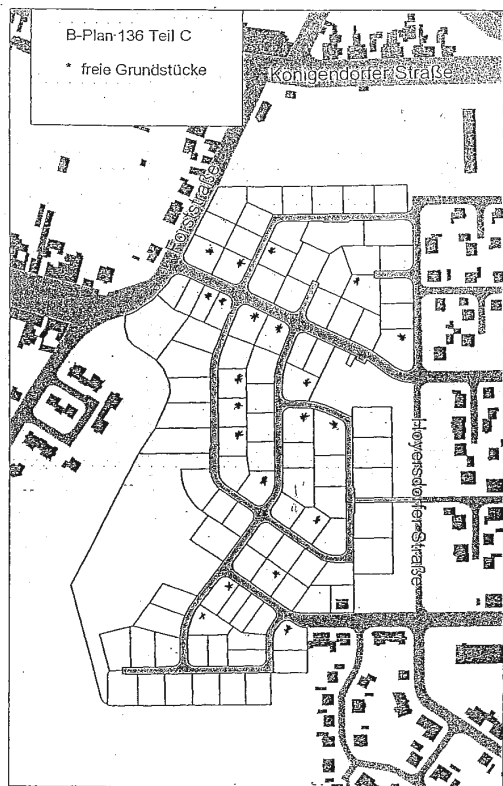 B-Plan 136 Teil C
* freie Grundstücke
Königendorfer Straße
Forststraße
Hoyersdorfer Straße